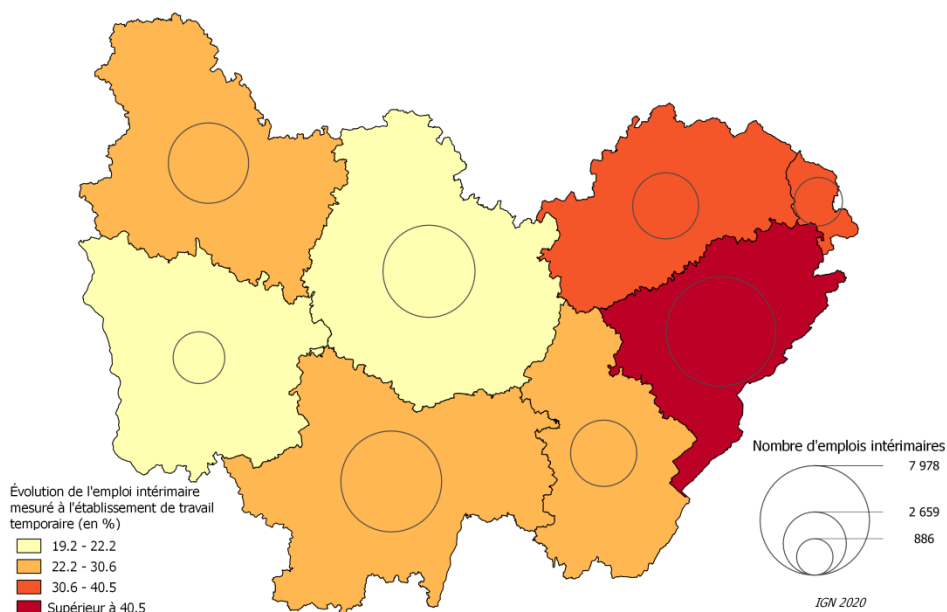 Nombre d'emplois intérimaires
7 978
2 659
886
Évolution de l'emploi intérimaire
mesuré à l'établissement de travail
temporaire (en %)
19.2 - 22.2
22.2 - 30.6
30.6 - 40.5
Supérieur à 40.5
IGN 2020